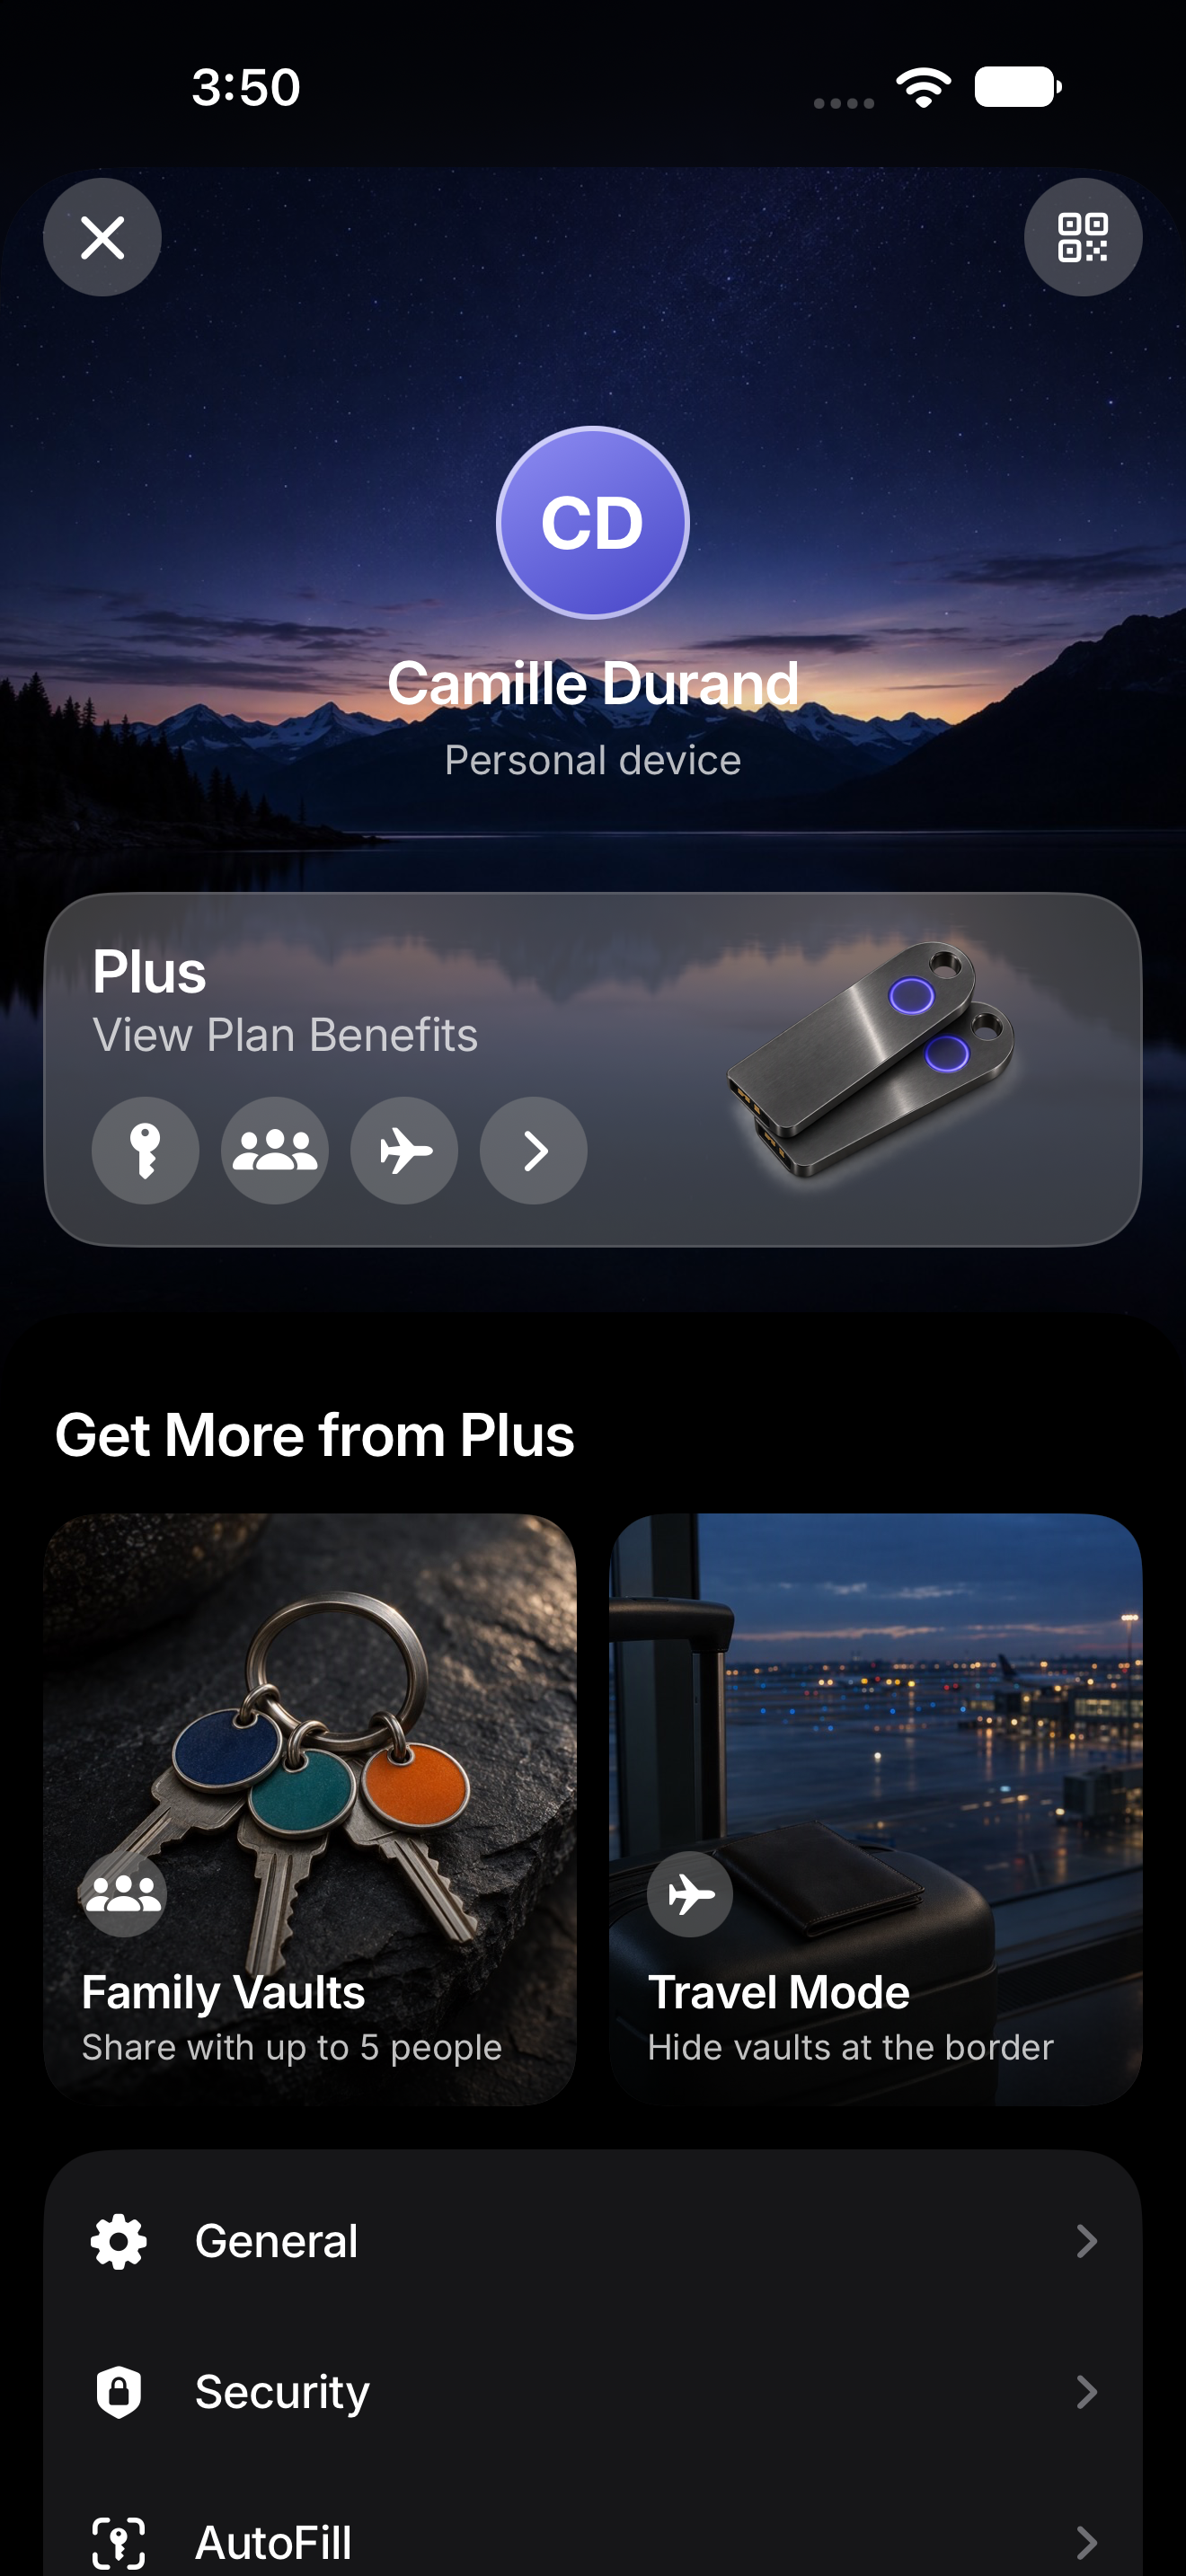 3:50
CD
Camille Durand
Personal device
Plus
View Plan Benefits
Get More from Plus
Family Vaults
Share with up to 5 people
Travel Mode
Hide vaults at the border
General
Security
AutoFill